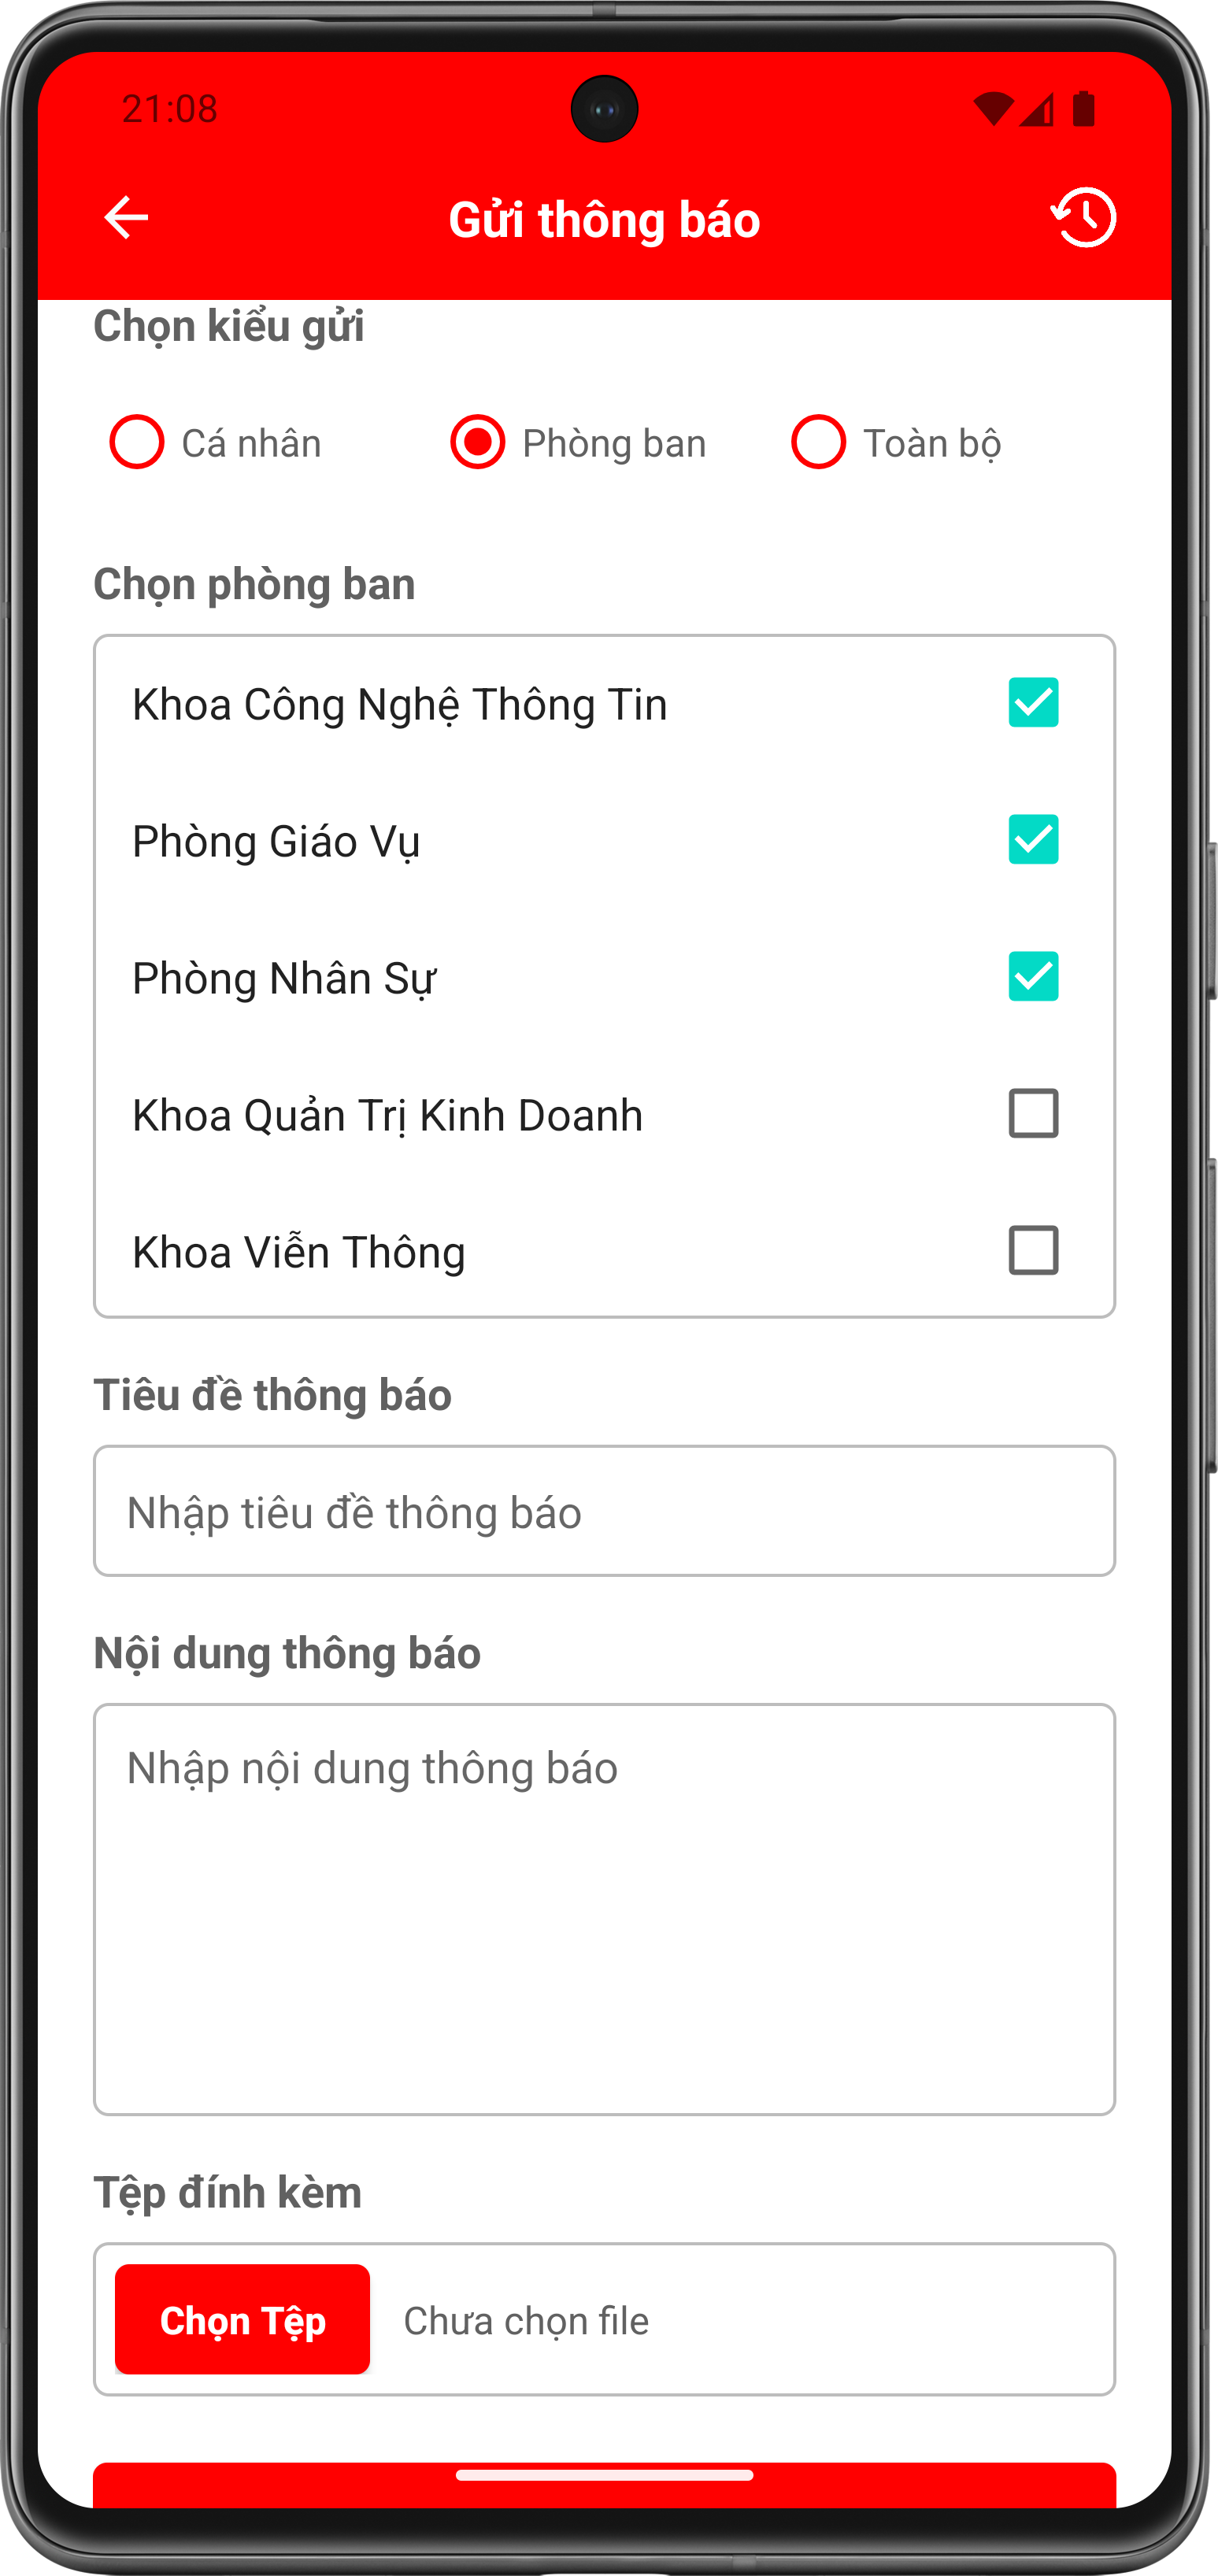 21:08
Gửi thông báo
Chọn kiểu gửi
Cá nhân Phòng ban Toàn bộ
Chọn phòng ban
Khoa Công Nghệ Thông Tin
Phòng Giáo Vụ
Phòng Nhân Sự
Khoa Quản Trị Kinh Doanh
Khoa Viễn Thông
Tiêu đề thông báo
Nhập tiêu đề thông báo
Nội dung thông báo
Nhập nội dung thông báo
Tệp đính kèm
Chọn Tệp Chưa chọn file